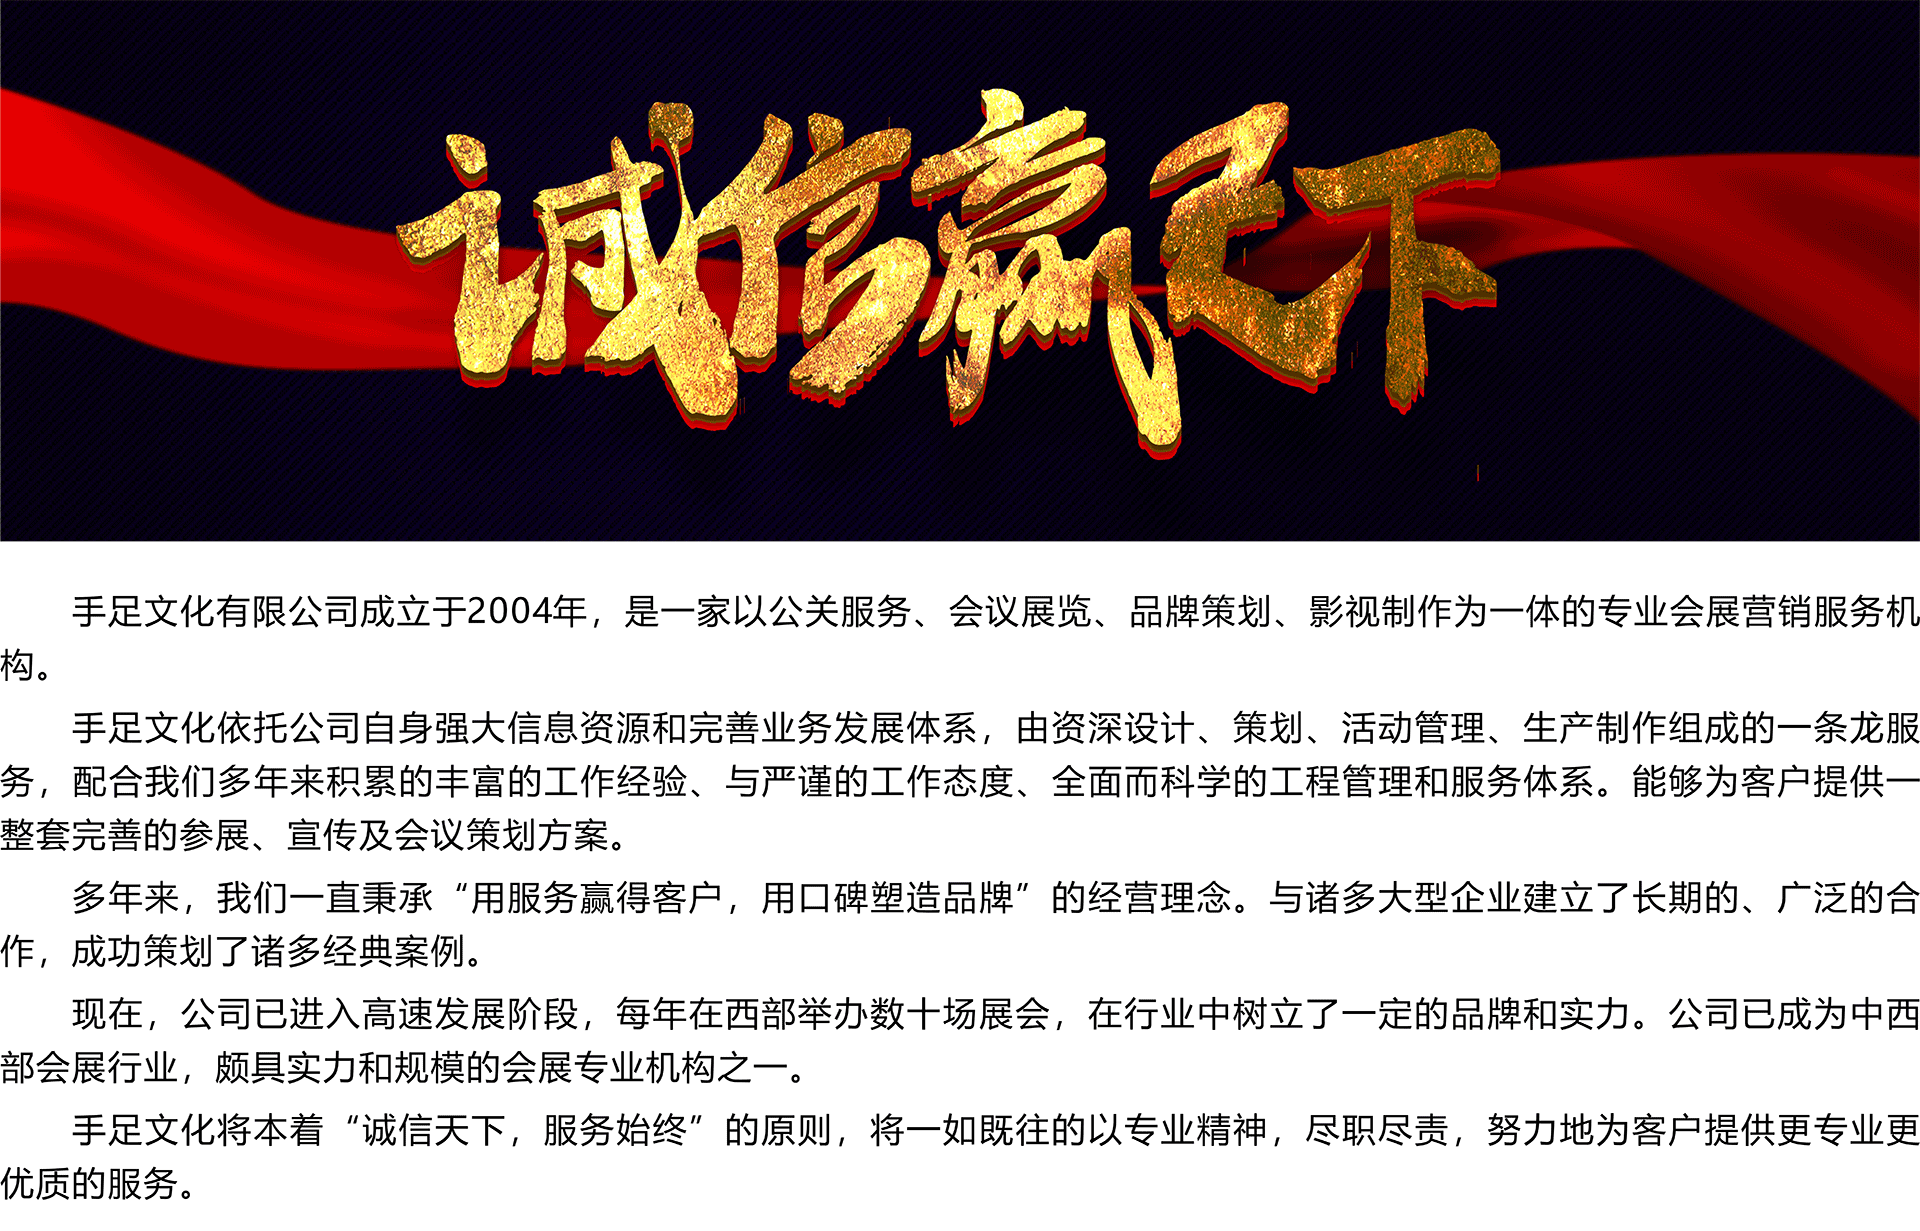 诚信赢天下
手足文化有限公司成立于2004年，是一家以公关服务、会议展览、品牌策划、影视制作为一体的专业会展营销服务机
构。
手足文化依托公司自身强大信息资源和完善业务发展体系，由资深设计、策划、活动管理、生产制作组成的一条龙服
务，配合我们多年来积累的丰富的工作经验、与严谨的工作态度、全面而科学的工程管理和服务体系。能够为客户提供一
整套完善的参展、宣传及会议策划方案。
多年来，我们一直秉承“用服务赢得客户，用口碑塑造品牌”的经营理念。与诸多大型企业建立了长期的、广泛的合
作，成功策划了诸多经典案例。
现在，公司已进入高速发展阶段，每年在西部举办数十场展会，在行业中树立了一定的品牌和实力。公司已成为中西
部会展行业，颇具实力和规模的会展专业机构之一。
手足文化将本着“诚信天下，服务始终”的原则，将一如既往的以专业精神，尽职尽责，努力地为客户提供更专业更
优质的服务。